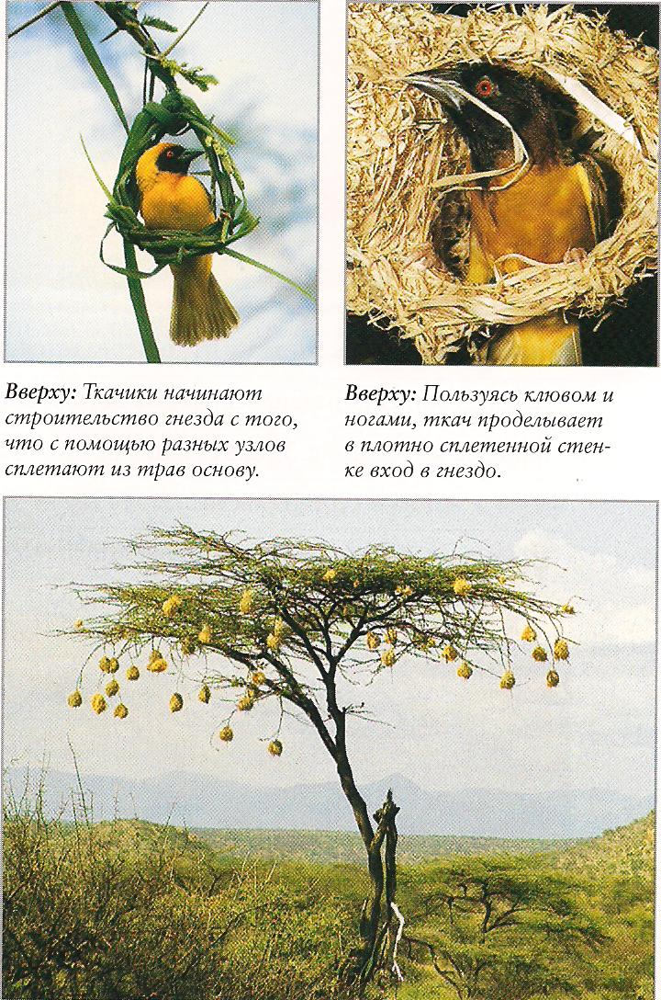 Вверху: Ткачики начинают
строительство гнезда с того,
что с помощью разных узлов
сплетают из трав основу.
Вверху: Пользуясь клювом и
ногами, ткач проделывает
в плотно сплетенной стен-
ке вход в гнездо.